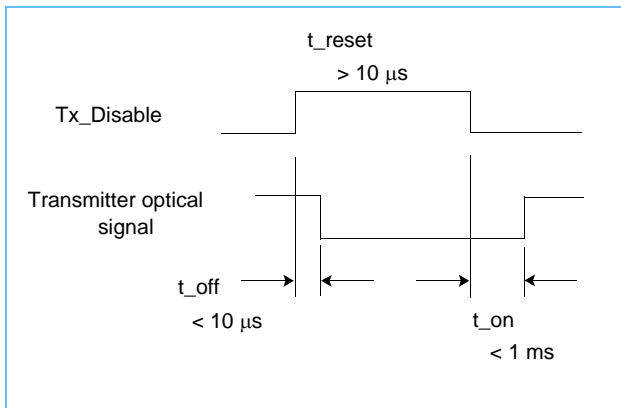 t_reset
> 10 μs
Tx_Disable
Transmitter optical
signal
t_off
< 10 μs
t_on
< 1 ms